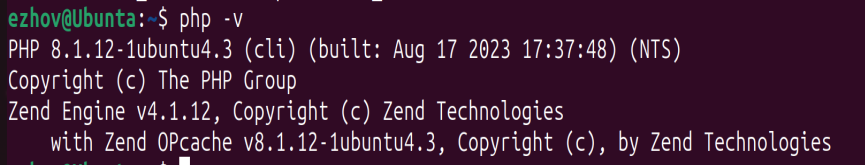 ezhov@Ubunta:~$ php -v
PHP 8.1.12-1ubuntu4.3 (cli) (built: Aug 17 2023 17:37:48) (NTS)
Copyright (c) The PHP Group
Zend Engine v4.1.12, Copyright (c) Zend Technologies
    with Zend OPcache v8.1.12-1ubuntu4.3, Copyright (c), by Zend Technologies